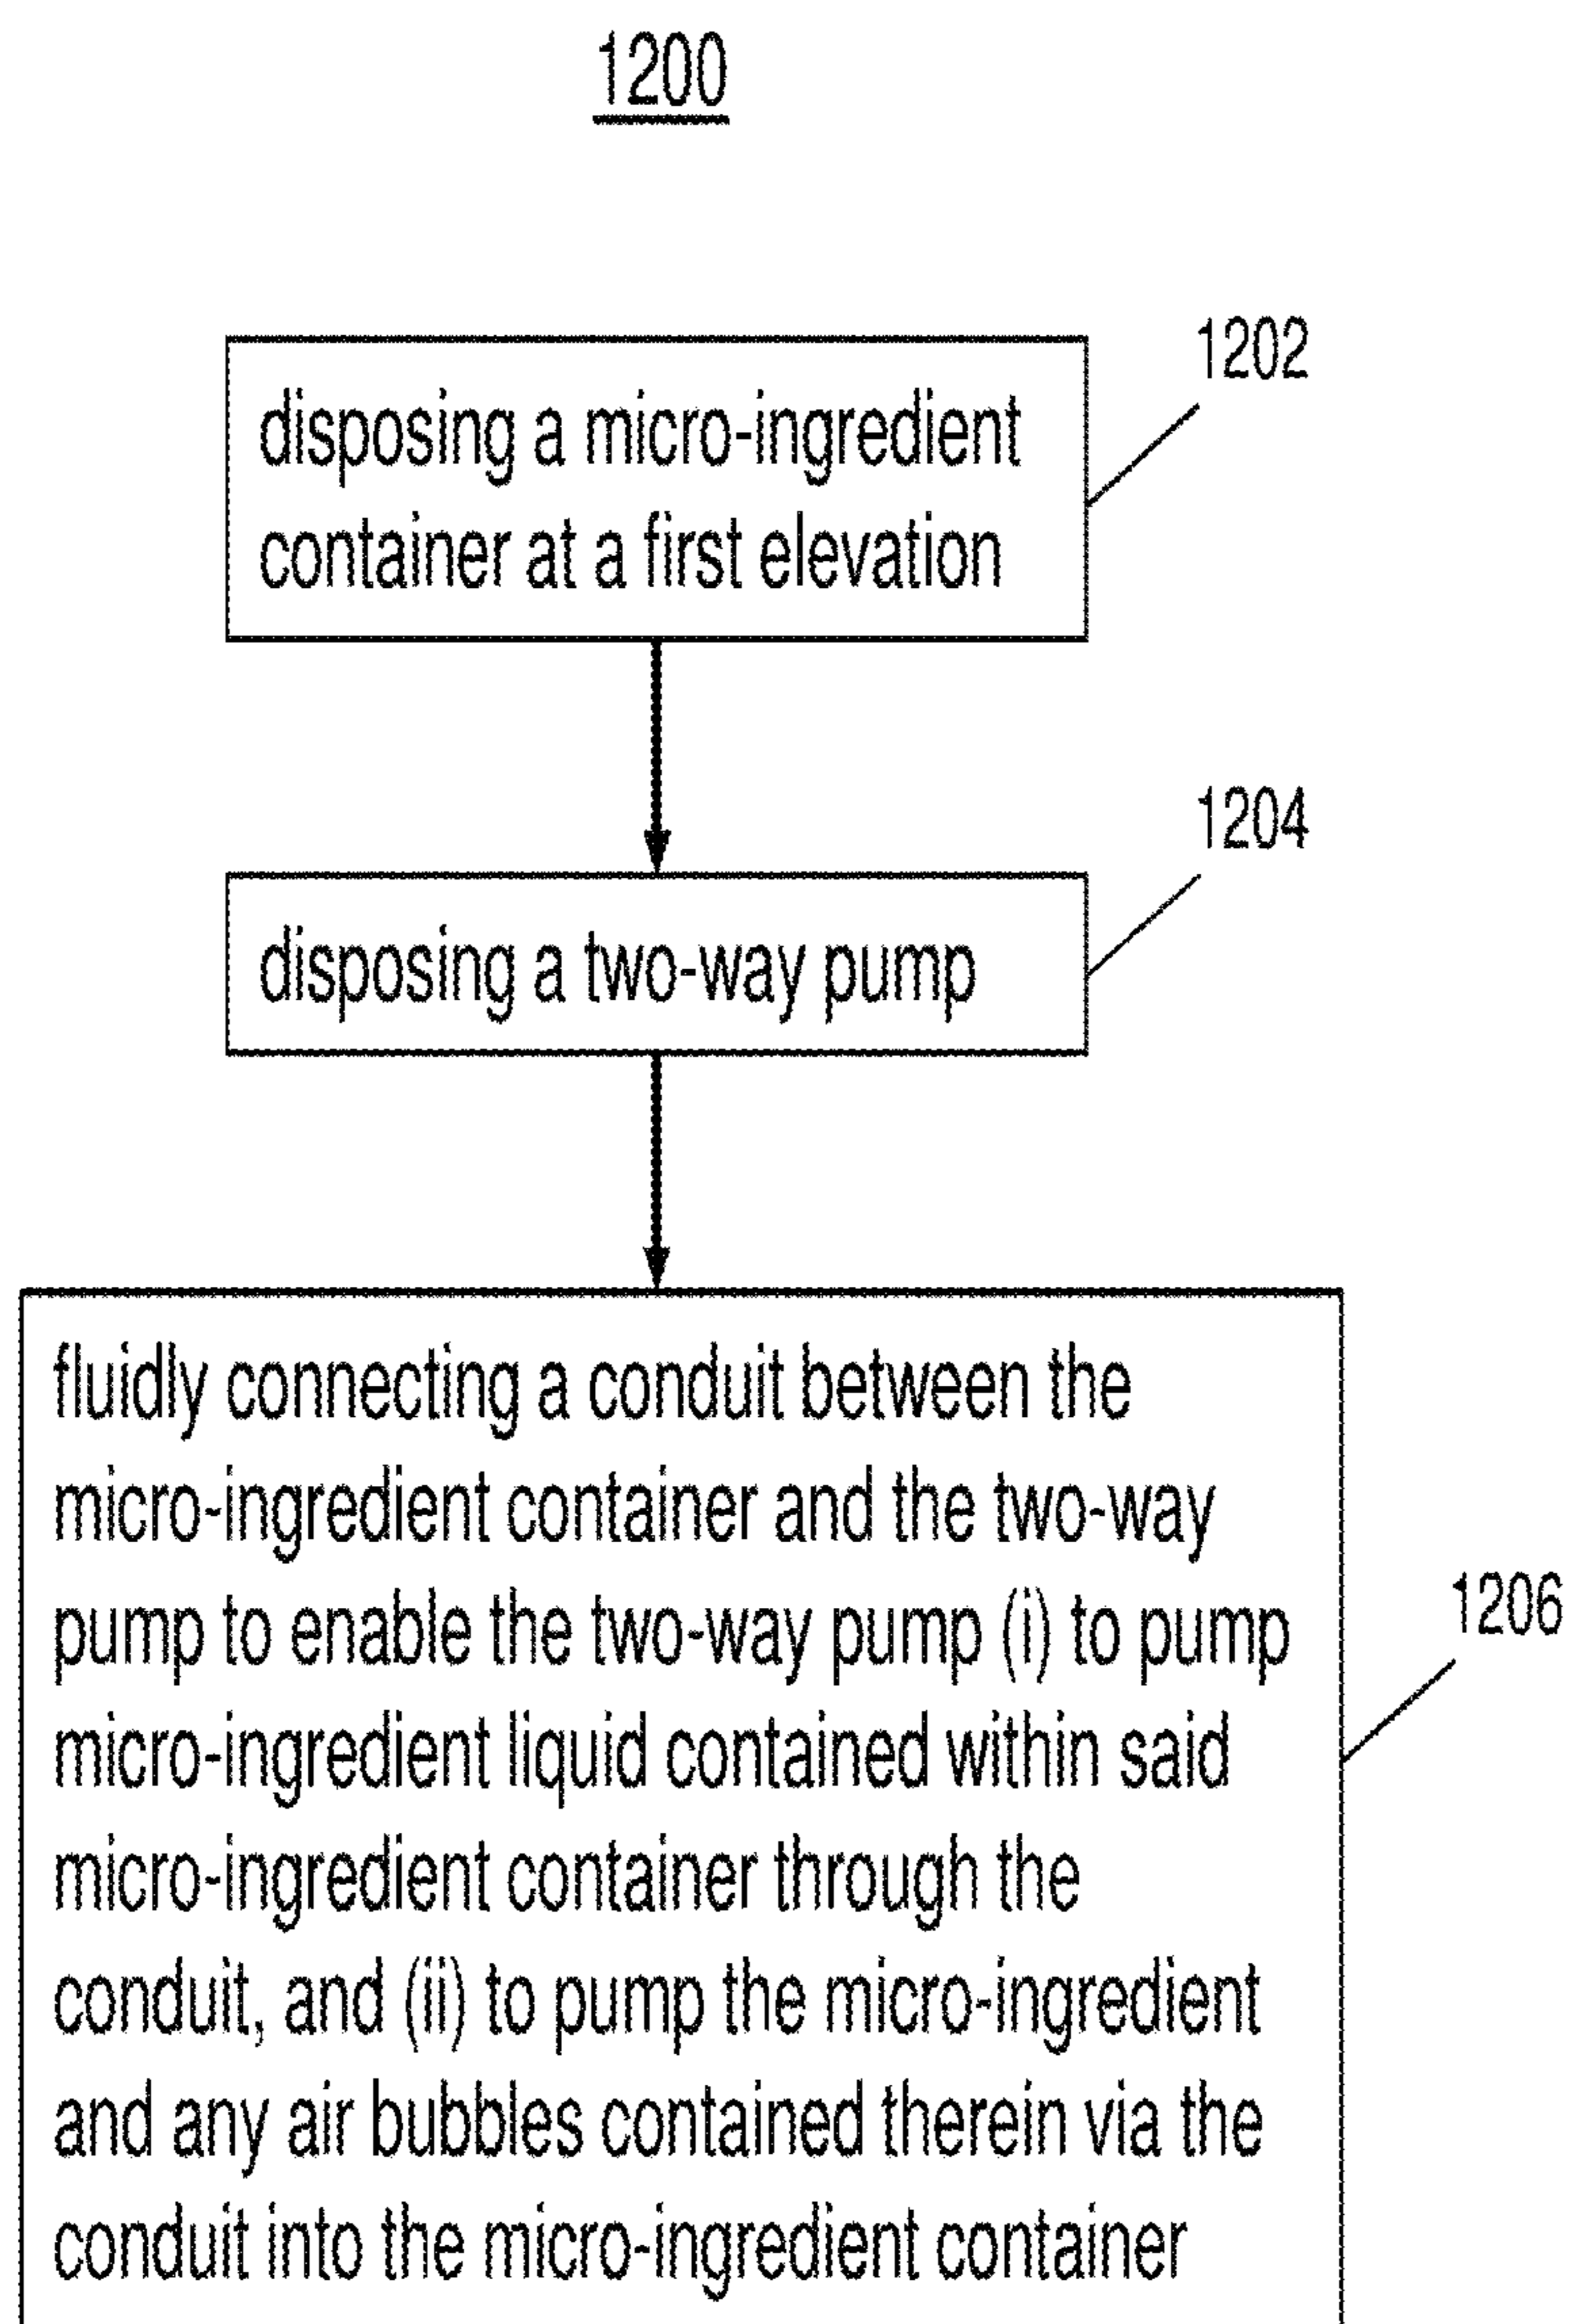 1200
1202
disposing a micro-ingredient
container at a first elevation
1204
disposing a two-way pump
fluidly connecting a conduit between the
micro-ingredient container and the two-way
pump to enable the two-way pump (i) to pump
1206
micro-ingredient liquid contained within said
micro-ingredient container through the
conduit, and (ii) to pump the micro-ingredient
and any air bubbles contained therein via the
conduit into the micro-ingredient container